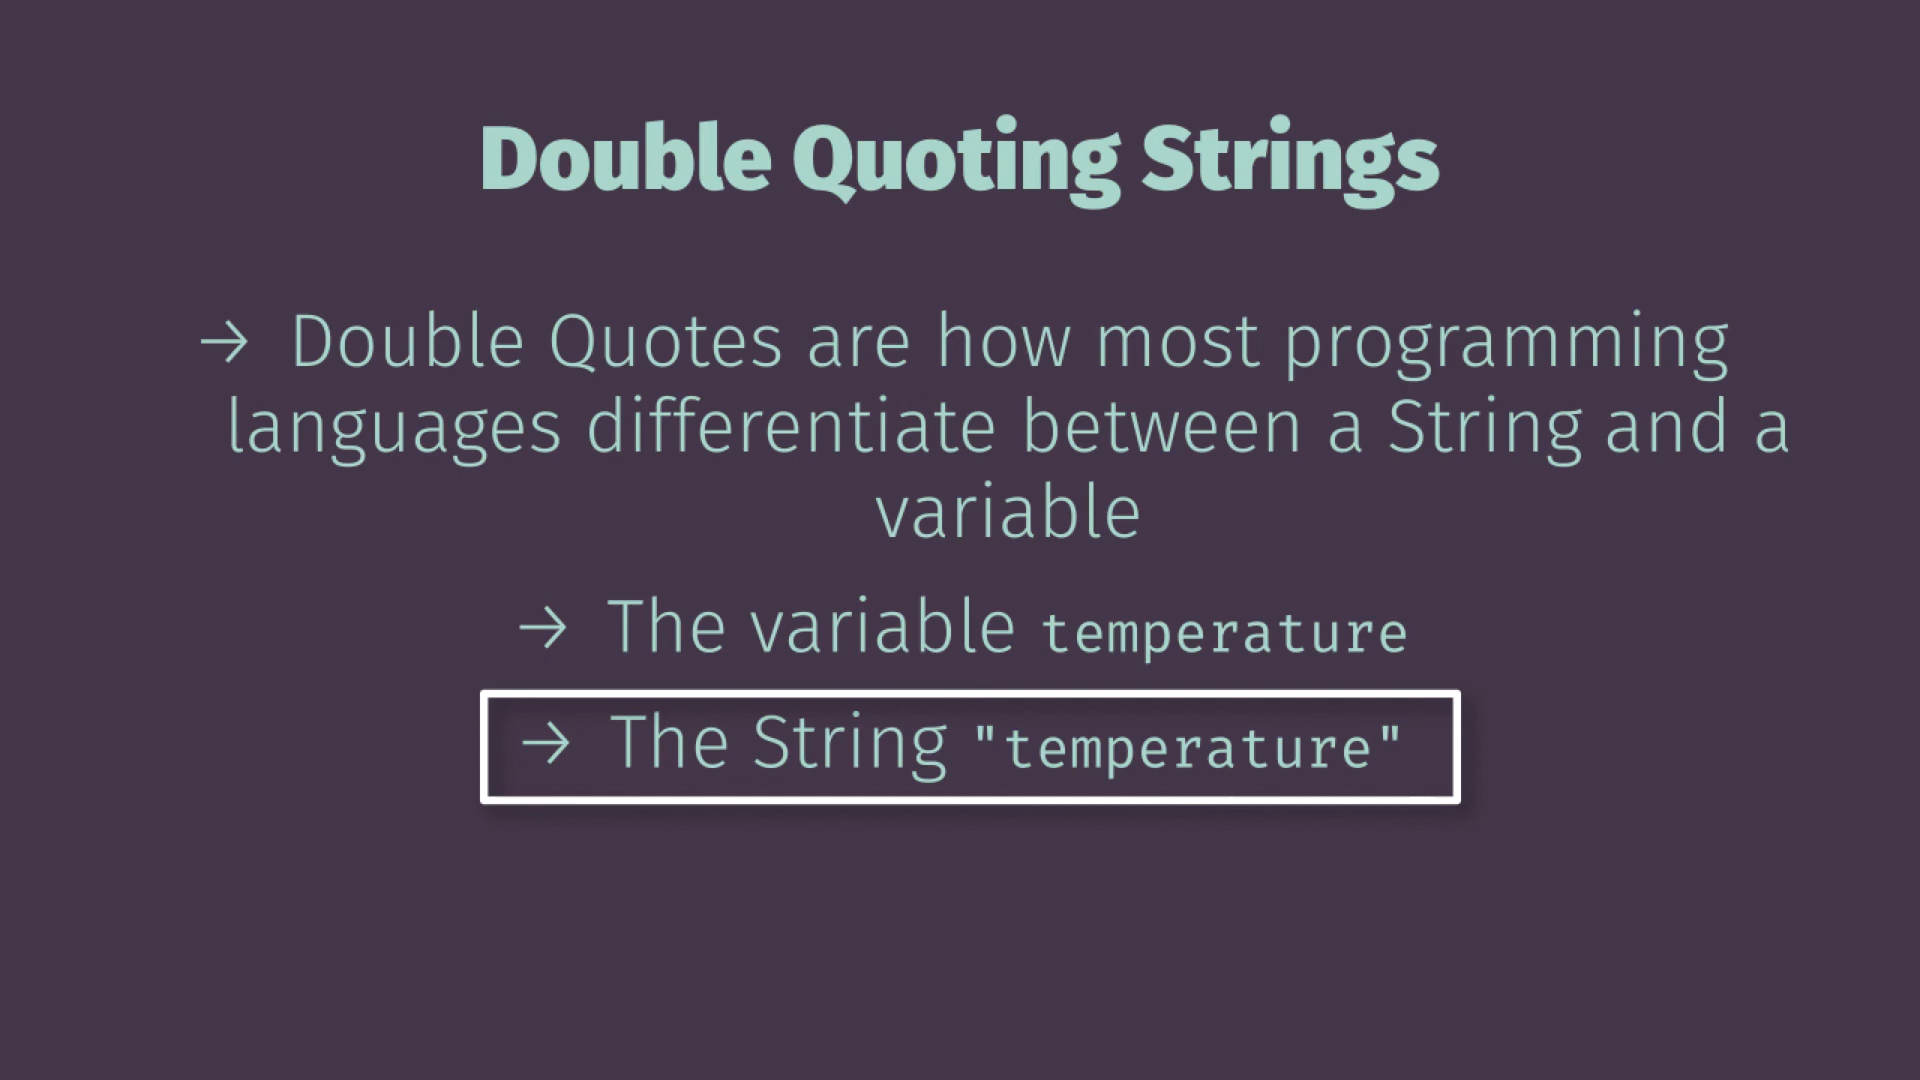 Double Quoting Strings
→ Double Quotes are how most programming
languages differentiate between a String and a
variable
→ The variable temperature
→ The String "temperature"